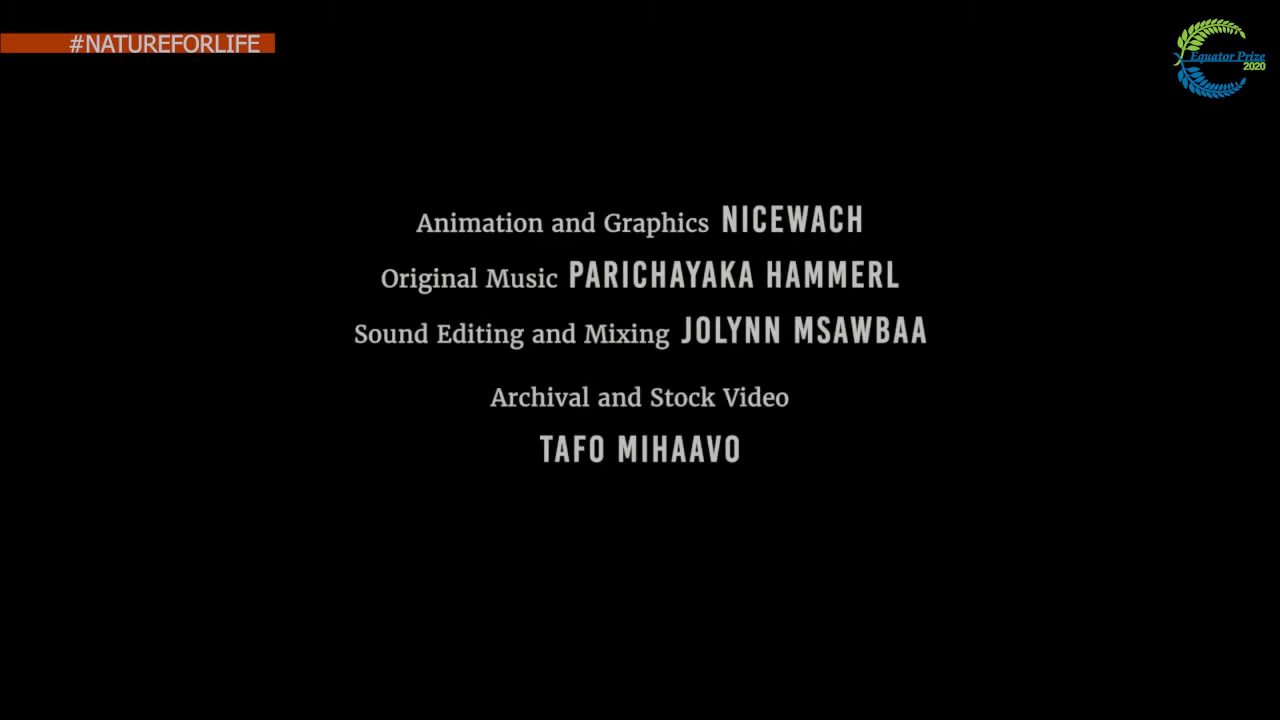 #NATUREFORLIFE
Equator Prize
2020
Animation and Graphics NICEWACH
Original Music PARICHAYAKA HAMMERL
Sound Editing and Mixing JOLYNN MSAWBAA
Archival and Stock Video
TAFO MIHAAVO